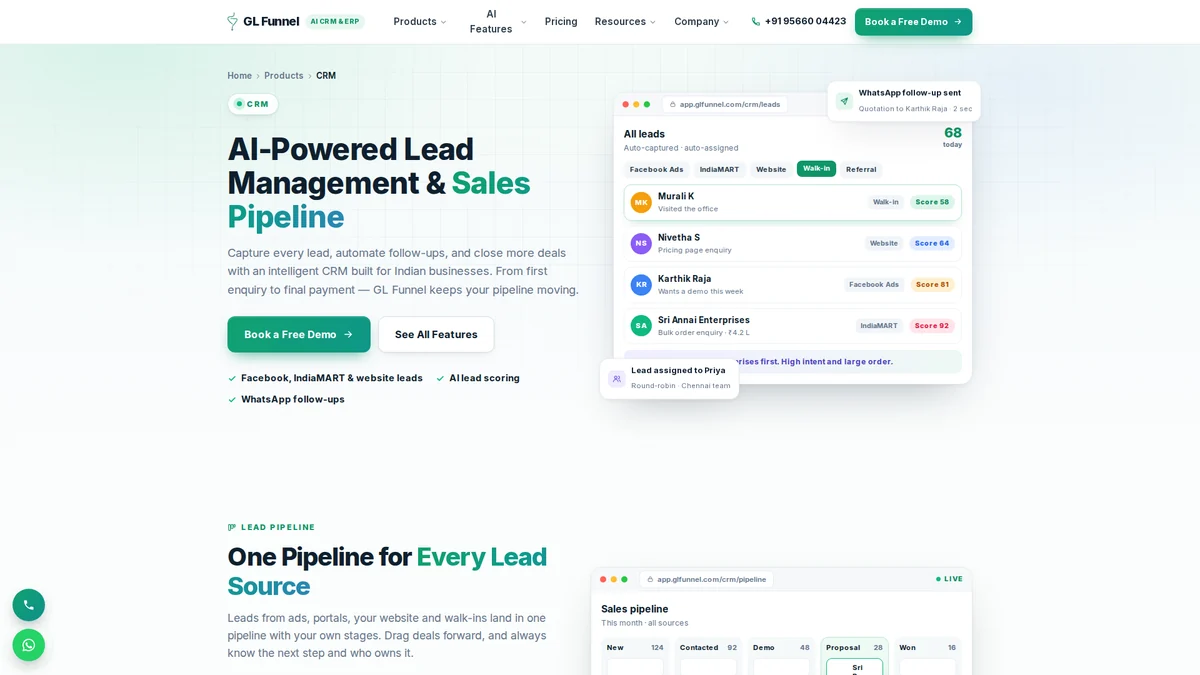 GL Funnel AI CRM & ERP
Products
AI Features
Pricing
Resources
Company
+91 95660 04423
Book a Free Demo →
Home › Products › CRM
CRM
AI-Powered Lead
Management & Sales
Pipeline
Capture every lead, automate follow-ups, and close more deals
with an intelligent CRM built for Indian businesses. From first
enquiry to final payment — GL Funnel keeps your pipeline moving.
Book a Free Demo →
See All Features
✓ Facebook, IndiaMART & website leads
✓ AI lead scoring
✓ WhatsApp follow-ups
app.glfunnel.com/crm/leads
WhatsApp follow-up sent
Quotation to Karthik Raja · 2 sec
All leads
Auto-captured · auto-assigned
68
today
Facebook Ads
IndiaMART
Website
Walk-in
Referral
MK
Murali K
Visited the office
Walk-in
Score 58
NS
Nivetha S
Pricing page enquiry
Website
Score 64
KR
Karthik Raja
Wants a demo this week
Facebook Ads
Score 81
SA
Sri Annai Enterprises
Bulk order enquiry · ₹4.2 L
IndiaMART
Score 92
first. High intent and large order.
Lead assigned to Priya
Round-robin · Chennai team
LEAD PIPELINE
One Pipeline for Every Lead
Source
Leads from ads, portals, your website and walk-ins land in one
pipeline with your own stages. Drag deals forward, and always
know the next step and who owns it.
app.glfunnel.com/crm/pipeline
LIVE
Sales pipeline
This month · all sources
New 124
Contacted 92
Demo 48
Proposal 28
Won 16
Sri